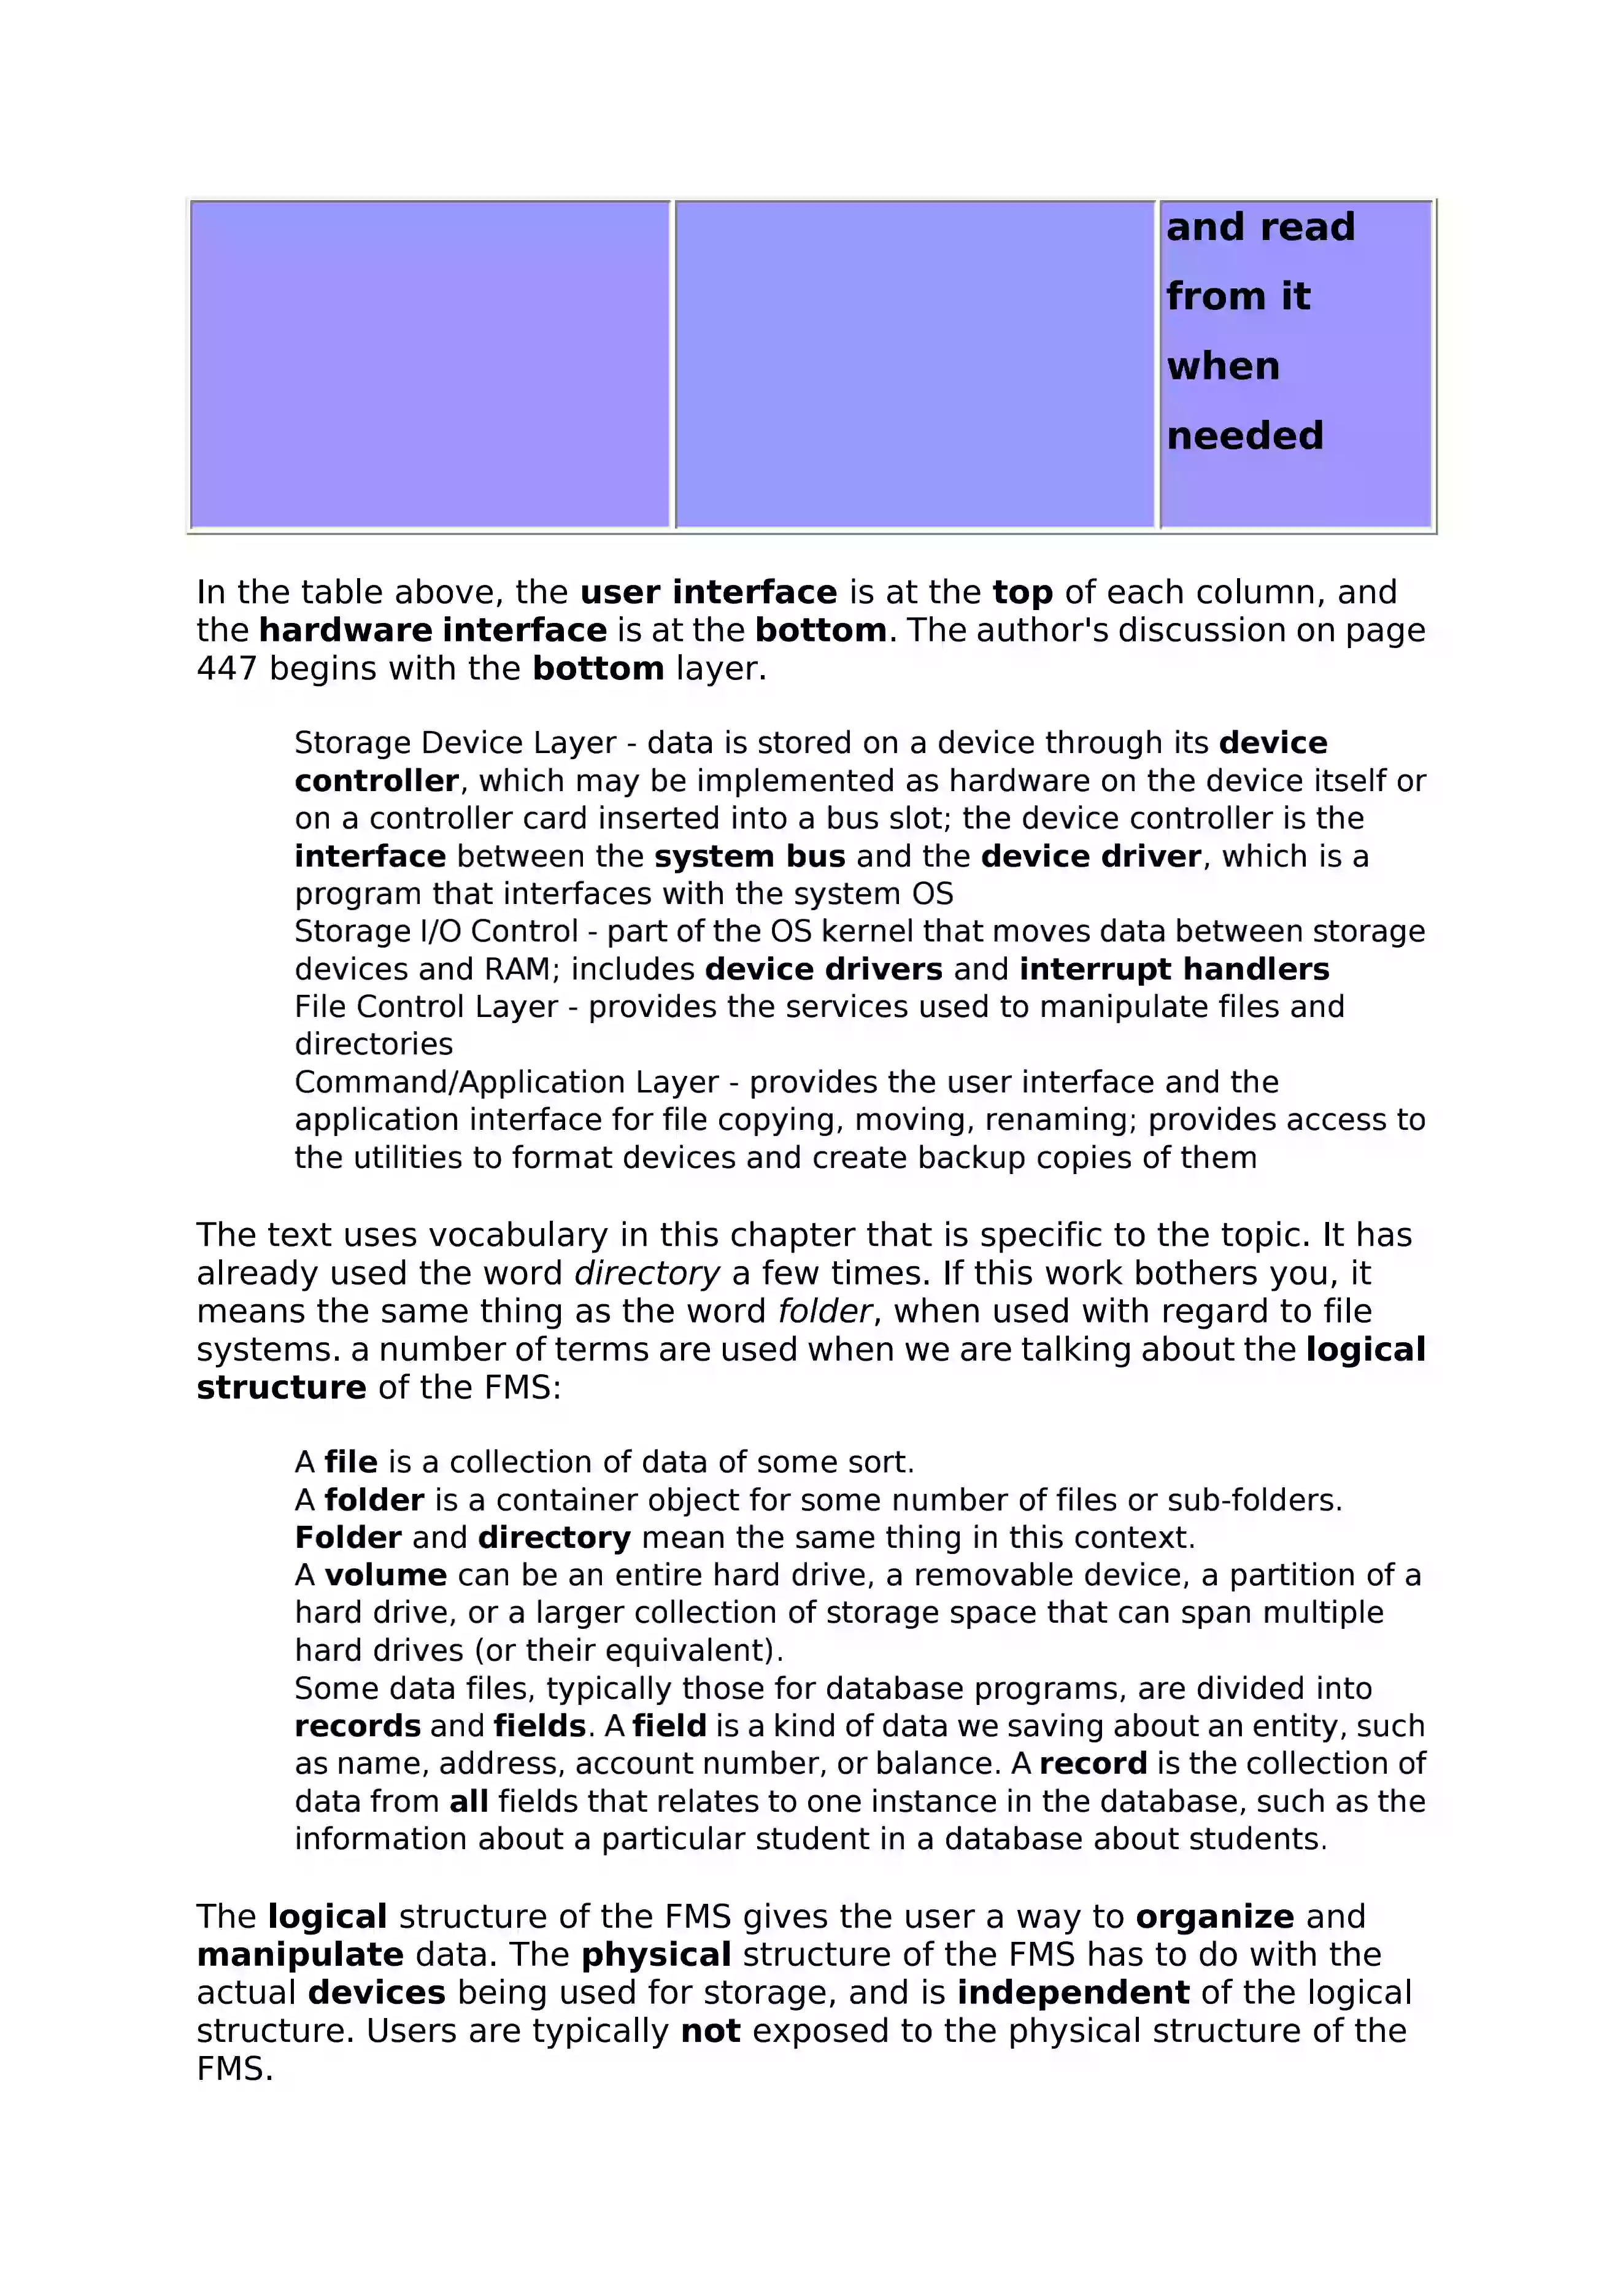 and read
from it
when
needed
In the table above, the user interface is at the top of each column, and
the hardware interface is at the bottom. The author's discussion on page
447 begins with the bottom layer.
Storage Device Layer - data is stored on a device through its device
controller, which may be implemented as hardware on the device itself or
on a controller card inserted into a bus slot; the device controller is the
interface between the system bus and the device driver, which is a
program that interfaces with the system OS
Storage I/O Control - part of the OS kernel that moves data between storage
devices and RAM; includes device drivers and interrupt handlers
File Control Layer - provides the services used to manipulate files and
directories
Command/Application Layer - provides the user interface and the
application interface for file copying, moving, renaming; provides access to
the utilities to format devices and create backup copies of them
The text uses vocabulary in this chapter that is specific to the topic. It has
already used the word directory a few times. If this work bothers you, it
means the same thing as the word folder, when used with regard to file
systems. a number of terms are used when we are talking about the logical
structure of the FMS:
A file is a collection of data of some sort.
A folder is a container object for some number of files or sub-folders.
Folder and directory mean the same thing in this context.
A volume can be an entire hard drive, a removable device, a partition of a
hard drive, or a larger collection of storage space that can span multiple
hard drives (or their equivalent).
Some data files, typically those for database programs, are divided into
records and fields. A field is a kind of data we saving about an entity, such
as name, address, account number, or balance. A record is the collection of
data from all fields that relates to one instance in the database, such as the
information about a particular student in a database about students.
The logical structure of the FMS gives the user a way to organize and
manipulate data. The physical structure of the FMS has to do with the
actual devices being used for storage, and is independent of the logical
structure. Users are typically not exposed to the physical structure of the
FMS.